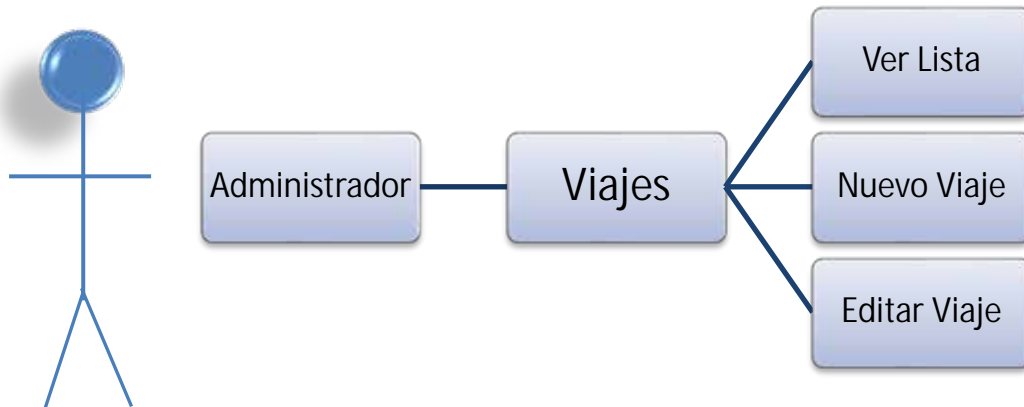 Administrador
Viajes
Ver Lista
Nuevo Viaje
Editar Viaje